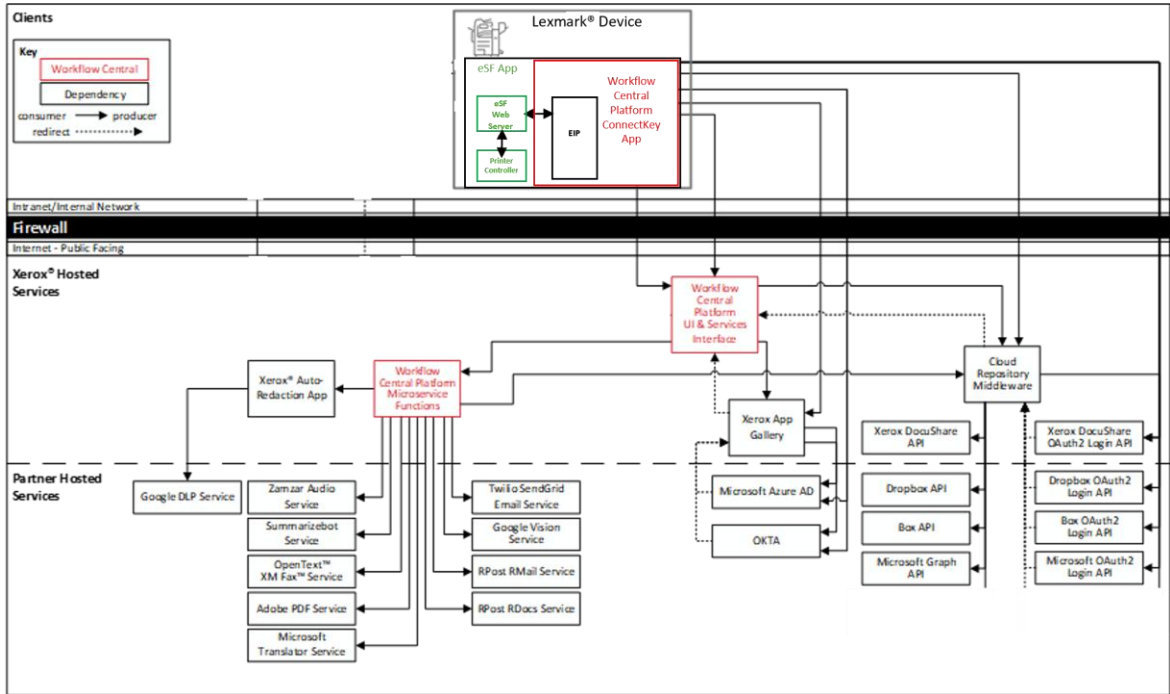 Clients
Key
Workflow Central
Dependency
consumer producer
redirect
Lexmark® Device
eSF App
eSF
Web
Server
Printer
Controller
EIP
Workflow
Central
Platform
ConnectKey
App
Intranet/Internal Network
Firewall
Internet - Public Facing
Xerox® Hosted
Services
Workflow
Central
Platform
UI & Services
Interface
Xerox® Auto-
Redaction App
Workflow
Central Platform
Microservice
Functions
Cloud
Repository
Middleware
Xerox App
Gallery
Xerox DocuShare
API
Xerox DocuShare
OAuth2 Login API
Partner Hosted
Services
Google DLP Service
Zamzar Audio
Service
Twilio SendGrid
Email Service
Microsoft Azure AD
Dropbox API
Dropbox OAuth2
Login API
Summarizebot
Service
Google Vision
Service
OKTA
Box API
Box OAuth2
Login API
OpenText™
XM Fax™ Service
RPost RMail Service
Microsoft Graph
API
Microsoft OAuth2
Login API
Adobe PDF Service
RPost RDocs Service
Microsoft
Translator Service